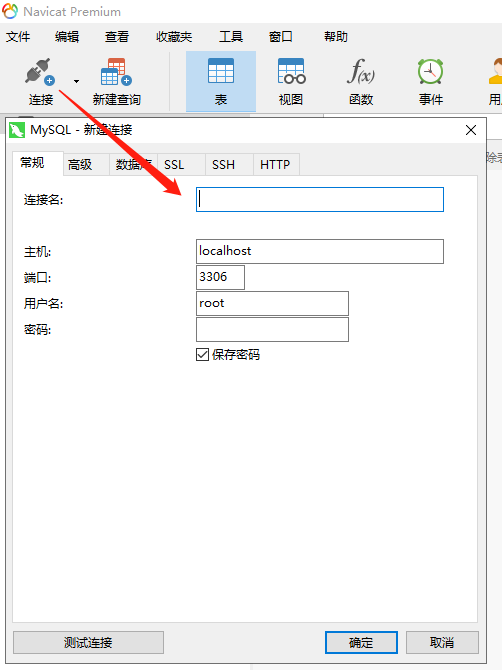 Navicat Premium
文件 编辑 查看 收藏夹 工具 窗口 帮助
f(x)
连接 新建查询 表 视图 函数 事件 用
MySQL - 新建连接
除表
常规 高级 数据库 SSL SSH HTTP
连接名:
主机: localhost
端口: 3306
用户名: root
密码:
保存密码
测试连接 确定 取消